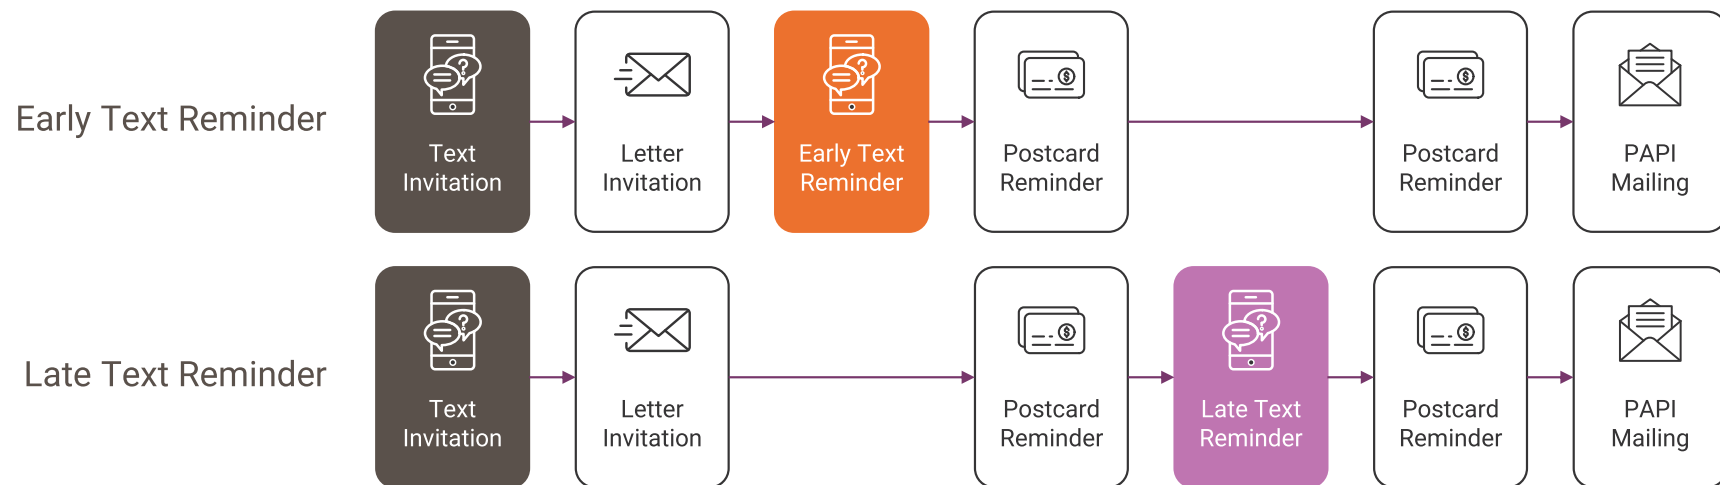 Early Text Reminder
Text
Invitation
Letter
Invitation
Early Text
Reminder
Postcard
Reminder
Postcard
Reminder
PAPI
Mailing
Late Text Reminder
Text
Invitation
Letter
Invitation
Postcard
Reminder
Late Text
Reminder
Postcard
Reminder
PAPI
Mailing